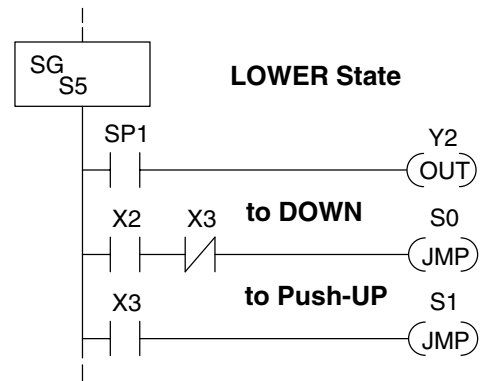 SG
S5
LOWER State
SP1
Y2
OUT
X2
X3
to DOWN
S0
JMP
X3
to Push-UP
S1
JMP